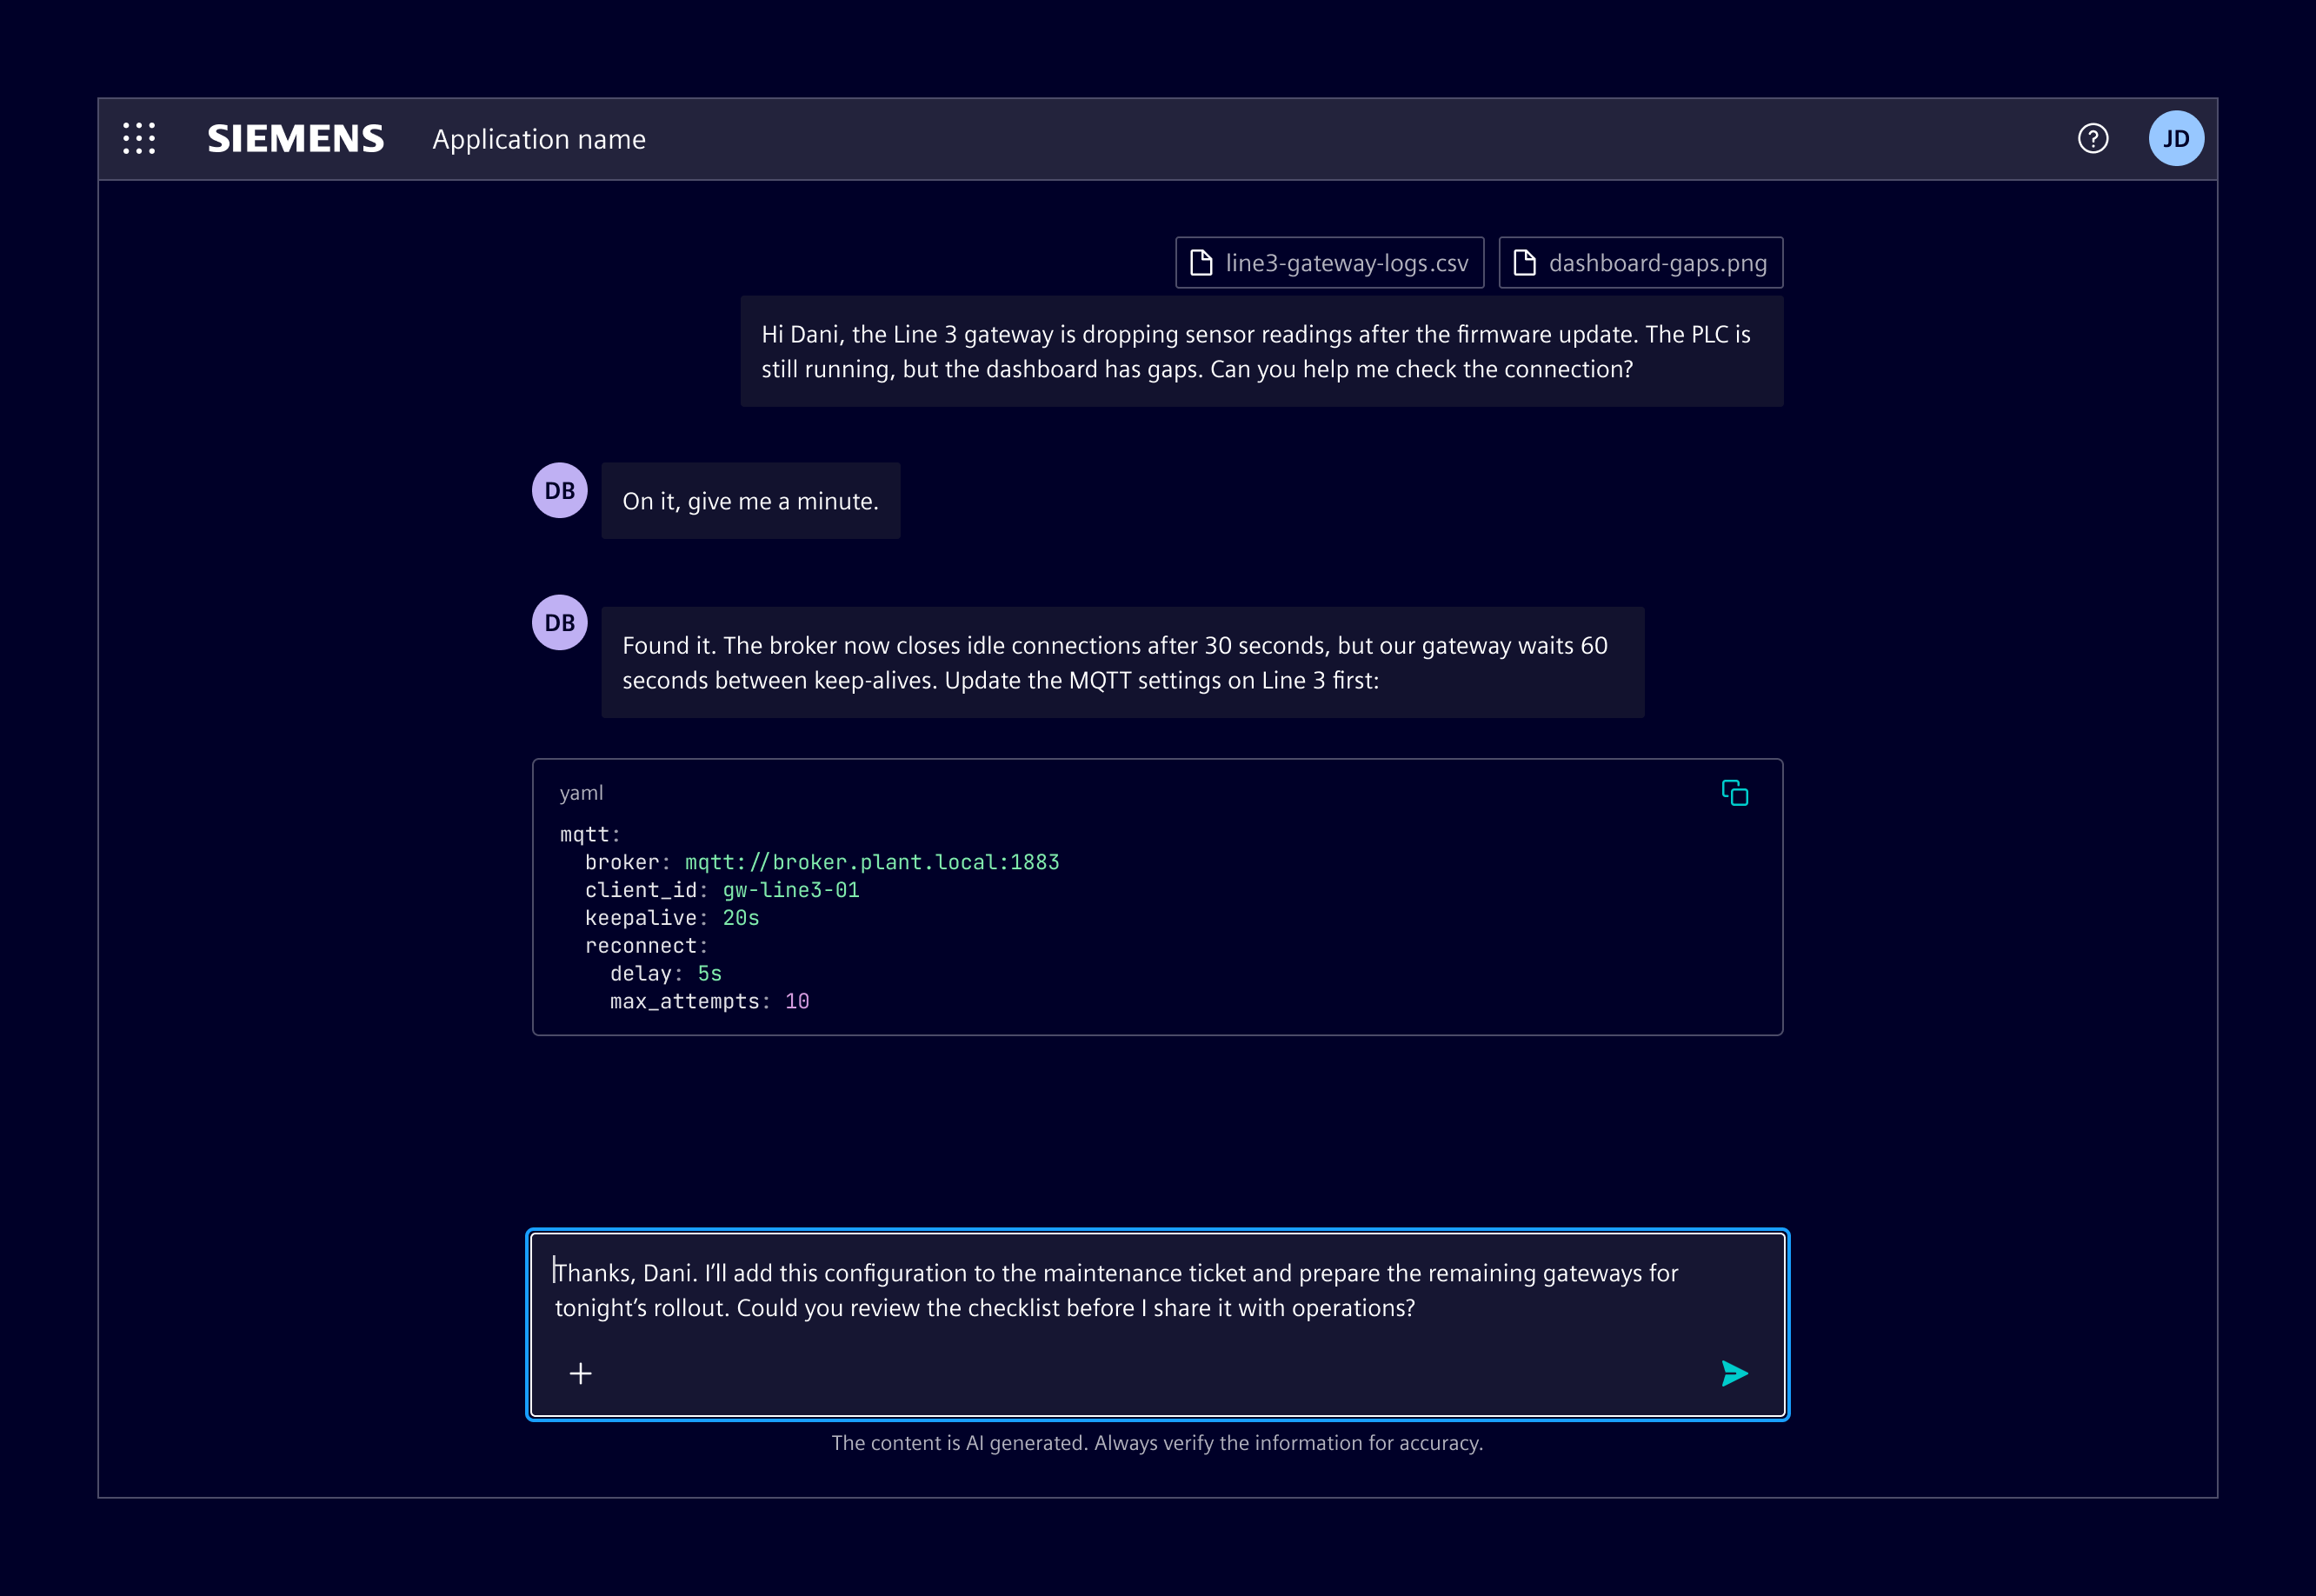 SIEMENS Application name JD
line3-gateway-logs.csv dashboard-gaps.png
Hi Dani, the Line 3 gateway is dropping sensor readings after the firmware update. The PLC is
still running, but the dashboard has gaps. Can you help me check the connection?
DB On it, give me a minute.
DB
Found it. The broker now closes idle connections after 30 seconds, but our gateway waits 60
seconds between keep-alives. Update the MQTT settings on Line 3 first:
yaml
mqtt:
  broker: mqtt://broker.plant.local:1883
  client_id: gw-line3-01
  keepalive: 20s
  reconnect:
    delay: 5s
    max_attempts: 10
Thanks, Dani. I’ll add this configuration to the maintenance ticket and prepare the remaining gateways for
tonight’s rollout. Could you review the checklist before I share it with operations?
The content is AI generated. Always verify the information for accuracy.